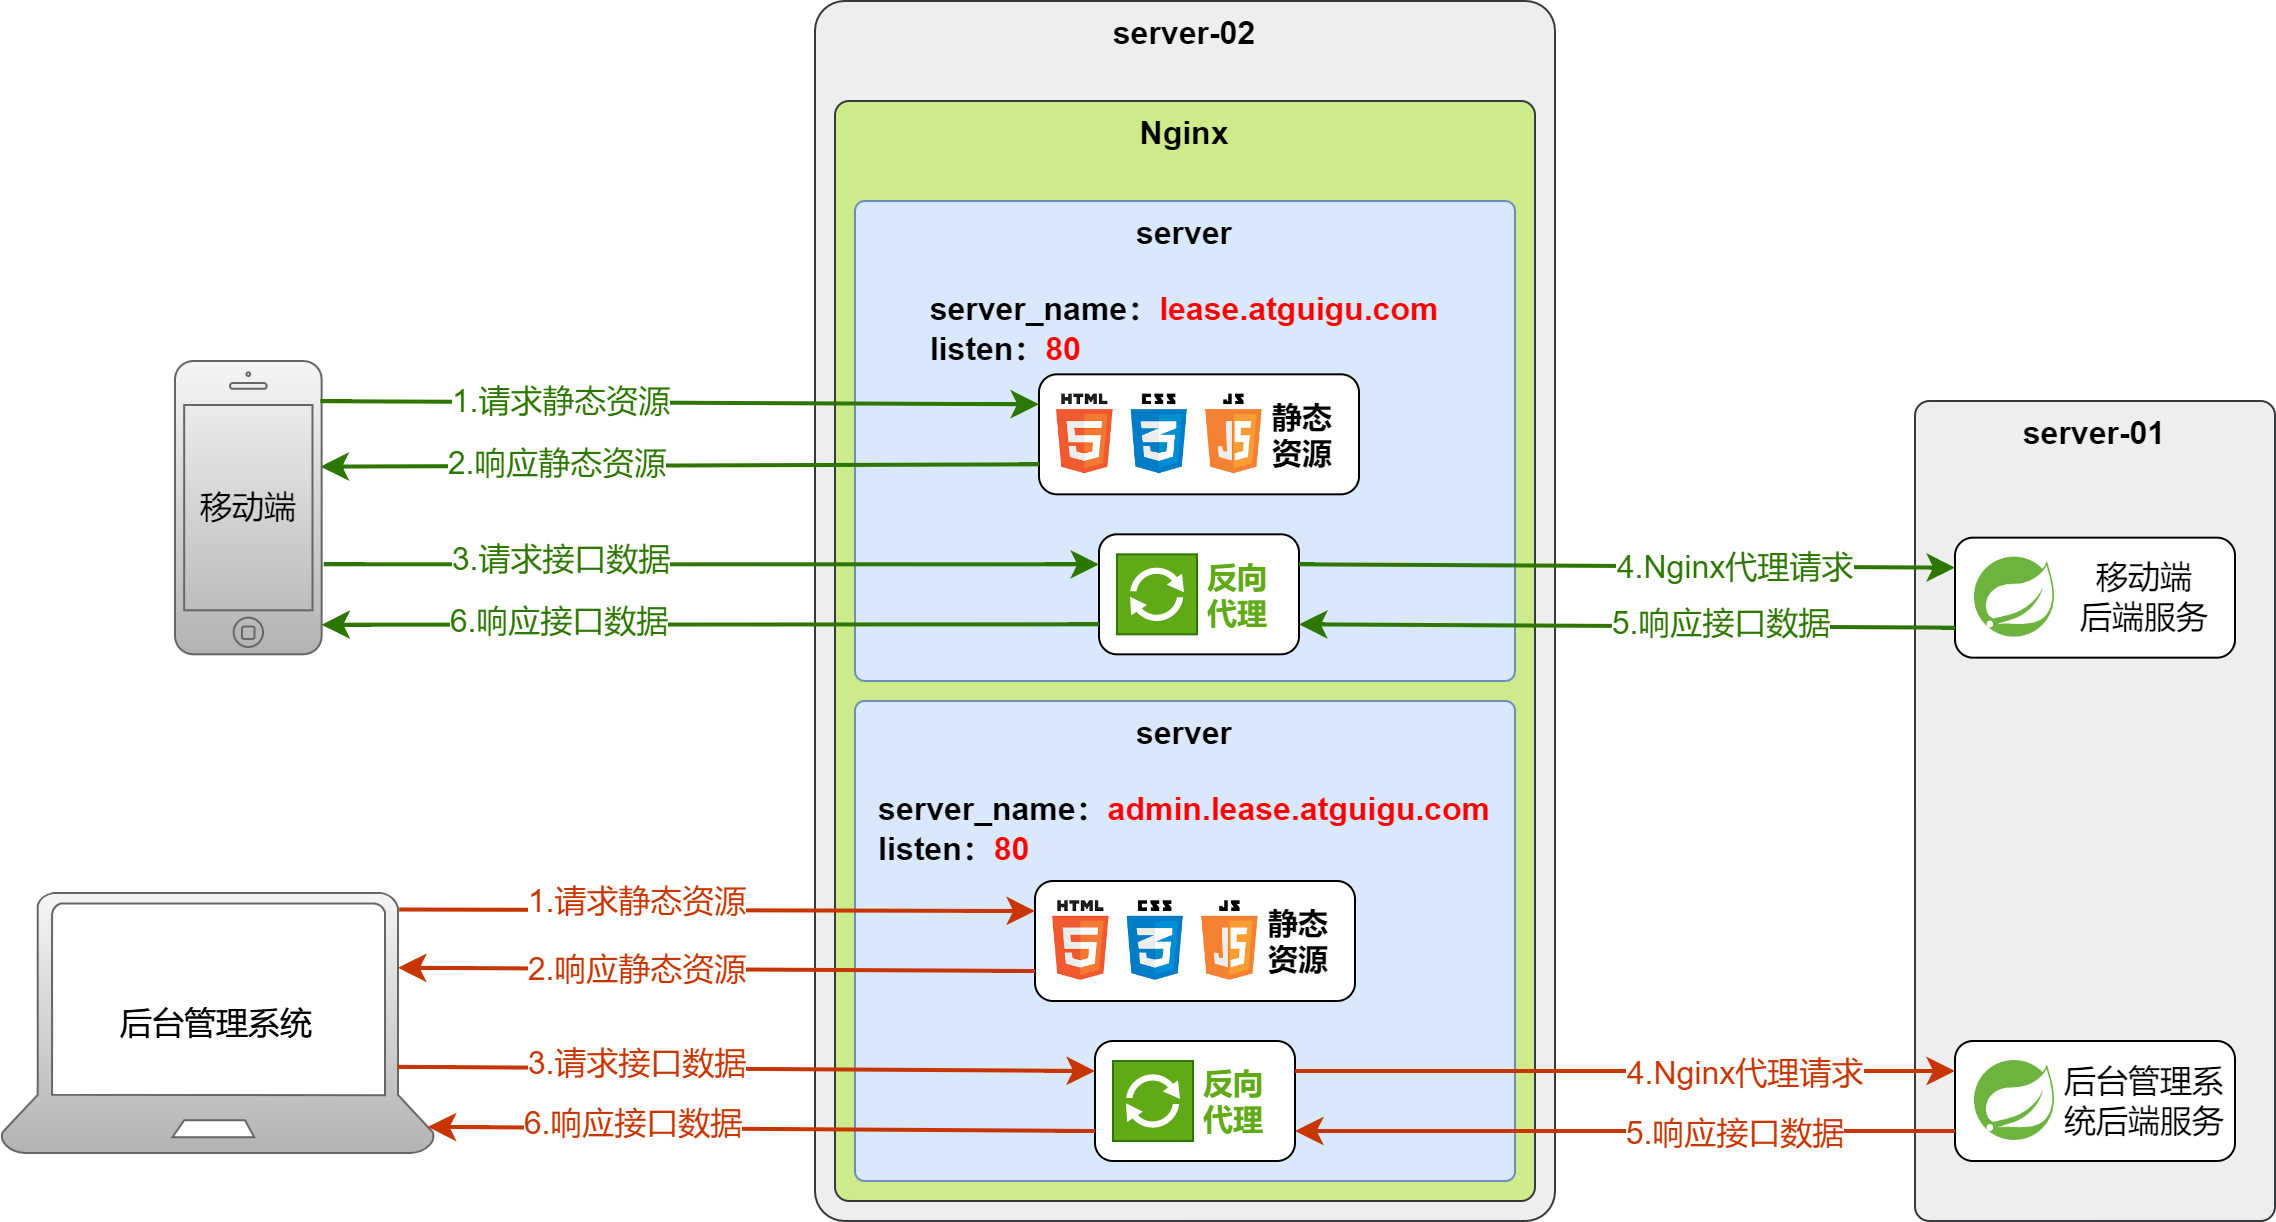 server-02
Nginx
server
server_name：lease.atguigu.com
listen：80
1.请求静态资源
HTML
CSS
JS
5
3
JS
静态
资源
2.响应静态资源
移动端
3.请求接口数据
反向
代理
6.响应接口数据
4.Nginx代理请求
5.响应接口数据
server-01
移动端
后端服务
server
server_name：admin.lease.atguigu.com
listen：80
1.请求静态资源
HTML
CSS
JS
5
3
JS
静态
资源
2.响应静态资源
后台管理系统
3.请求接口数据
反向
代理
6.响应接口数据
4.Nginx代理请求
5.响应接口数据
后台管理系
统后端服务